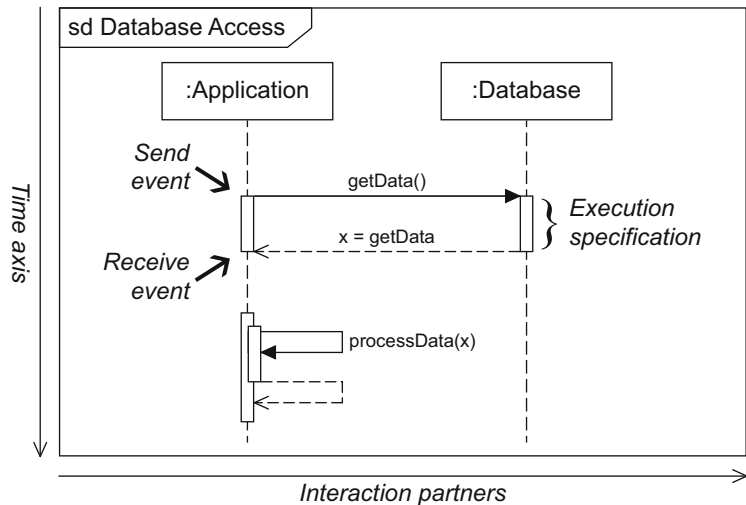 sd Database Access
:Application
:Database
Send
event
getData()
Execution
specification
x = getData
Receive
event
processData(x)
Time axis
Interaction partners